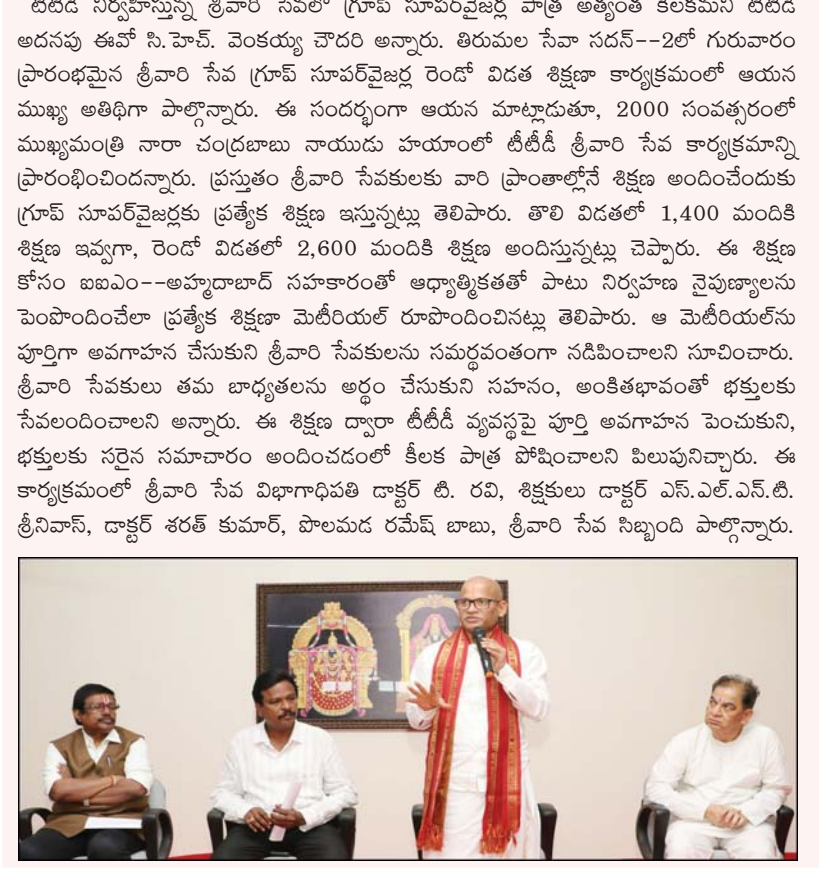 టీటీడీ నిర్వహిస్తున్న శ్రీవారి సేవలో గ్రూప్ సూపర్‌వైజర్ల పాత్ర అత్యంత కీలకమని టీటీడీ
అదనపు ఈవో సి.హెచ్. వెంకయ్య చౌదరి అన్నారు. తిరుమల సేవా సదన్--2లో గురువారం
ప్రారంభమైన శ్రీవారి సేవ గ్రూప్ సూపర్‌వైజర్ల రెండో విడత శిక్షణా కార్యక్రమంలో ఆయన
ముఖ్య అతిథిగా పాల్గొన్నారు. ఈ సందర్భంగా ఆయన మాట్లాడుతూ, 2000 సంవత్సరంలో
ముఖ్యమంత్రి నారా చంద్రబాబు నాయుడు హయాంలో టీటీడీ శ్రీవారి సేవ కార్యక్రమాన్ని
ప్రారంభించిందన్నారు. ప్రస్తుతం శ్రీవారి సేవకులకు వారి ప్రాంతాల్లోనే శిక్షణ అందించేందుకు
గ్రూప్ సూపర్‌వైజర్లకు ప్రత్యేక శిక్షణ ఇస్తున్నట్లు తెలిపారు. తొలి విడతలో 1,400 మందికి
శిక్షణ ఇవ్వగా, రెండో విడతలో 2,600 మందికి శిక్షణ అందిస్తున్నట్లు చెప్పారు. ఈ శిక్షణ
కోసం ఐఐఎం--అహ్మదాబాద్ సహకారంతో ఆధ్యాత్మికతతో పాటు నిర్వహణ నైపుణ్యాలను
పెంపొందించేలా ప్రత్యేక శిక్షణా మెటీరియల్ రూపొందించినట్లు తెలిపారు. ఆ మెటీరియల్‌ను
పూర్తిగా అవగాహన చేసుకుని శ్రీవారి సేవకులను సమర్థవంతంగా నడిపించాలని సూచించారు.
శ్రీవారి సేవకులు తమ బాధ్యతలను అర్థం చేసుకుని సహనం, అంకితభావంతో భక్తులకు
సేవలందించాలని అన్నారు. ఈ శిక్షణ ద్వారా టీటీడీ వ్యవస్థపై పూర్తి అవగాహన పెంచుకుని,
భక్తులకు సరైన సమాచారం అందించడంలో కీలక పాత్ర పోషించాలని పిలుపునిచ్చారు. ఈ
కార్యక్రమంలో శ్రీవారి సేవ విభాగాధిపతి డాక్టర్ టి. రవి, శిక్షకులు డాక్టర్ ఎస్.ఎల్.ఎన్.టి.
శ్రీనివాస్, డాక్టర్ శరత్ కుమార్, పొలమడ రమేష్ బాబు, శ్రీవారి సేవ సిబ్బంది పాల్గొన్నారు.